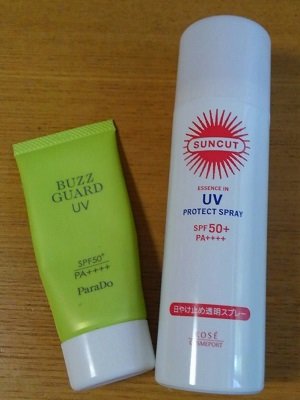 BUZZ
GUARD
UV
SPF50+
PA++++
ParaDo
SUNCUT
ESSENCE IN
UV
PROTECT SPRAY
SPF50+
PA++++
日やけ止め透明スプレー
KOSÉ
COSMEPORT